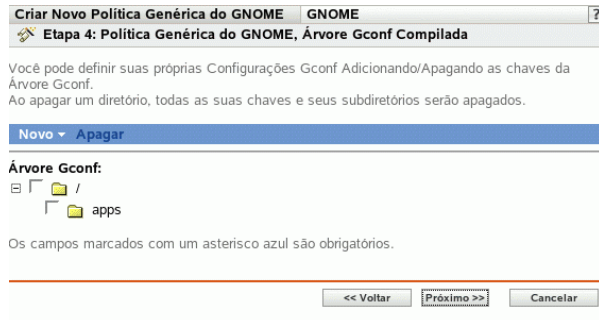 Criar Novo Política Genérica do GNOME GNOME ?
Etapa 4: Política Genérica do GNOME, Árvore Gconf Compilada
Você pode definir suas próprias Configurações Gconf Adicionando/Apagando as chaves da
Árvore Gconf.
Ao apagar um diretório, todas as suas chaves e seus subdiretórios serão apagados.
Novo Apagar
Árvore Gconf:
/
apps
Os campos marcados com um asterisco azul são obrigatórios.
<< Voltar Próximo >> Cancelar